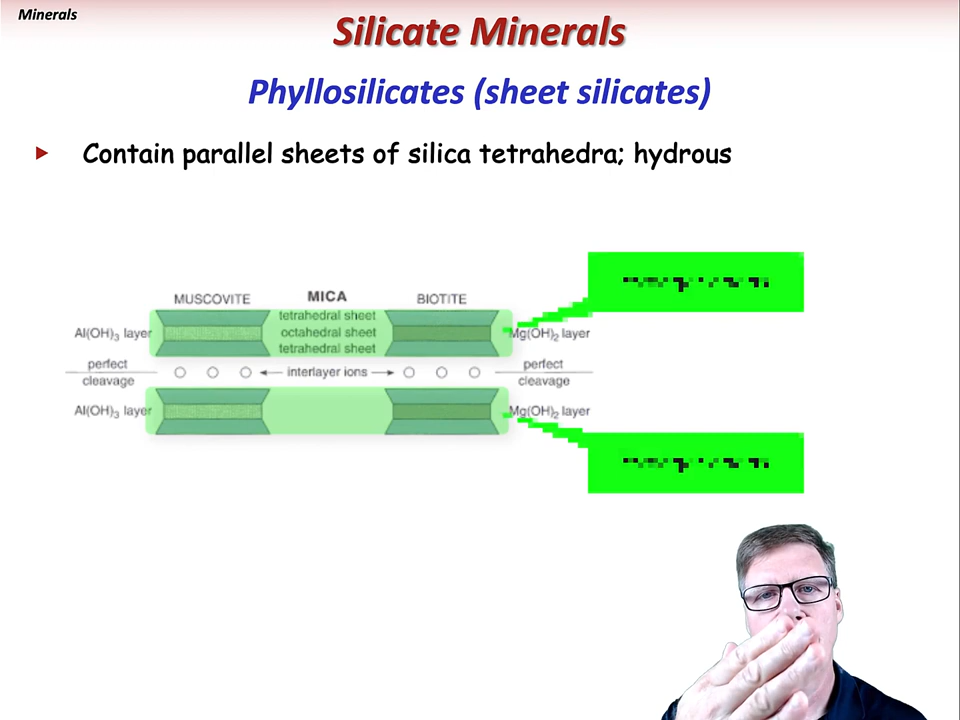 Minerals
Silicate Minerals
Phyllosilicates (sheet silicates)
Contain parallel sheets of silica tetrahedra; hydrous
MUSCOVITE MICA BIOTITE
tetrahedral sheet
Al(OH)3 layer octahedral sheet Mg(OH)2 layer
tetrahedral sheet
perfect cleavage interlayer ions perfect cleavage
Al(OH)3 layer Mg(OH)2 layer